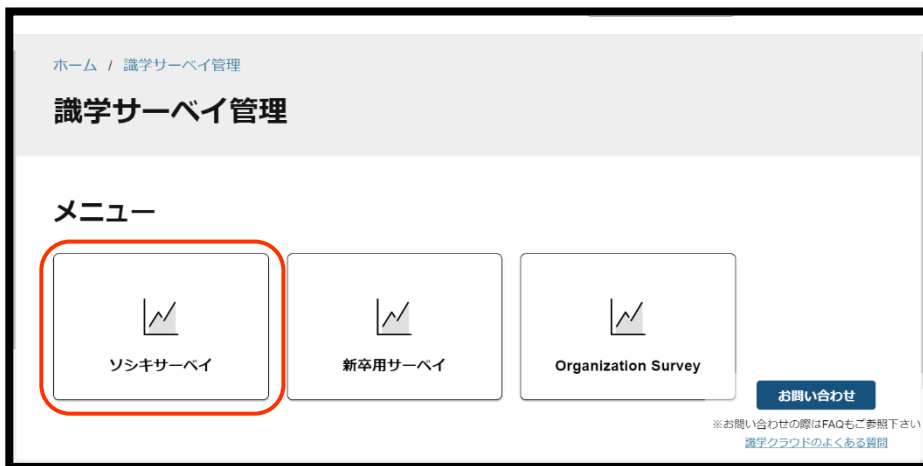 ホーム / 識学サーベイ管理
識学サーベイ管理
メニュー
ソシキサーベイ
新卒用サーベイ
Organization Survey
お問い合わせ
※お問い合わせの際はFAQもご参照下さい
識学クラウドのよくある質問